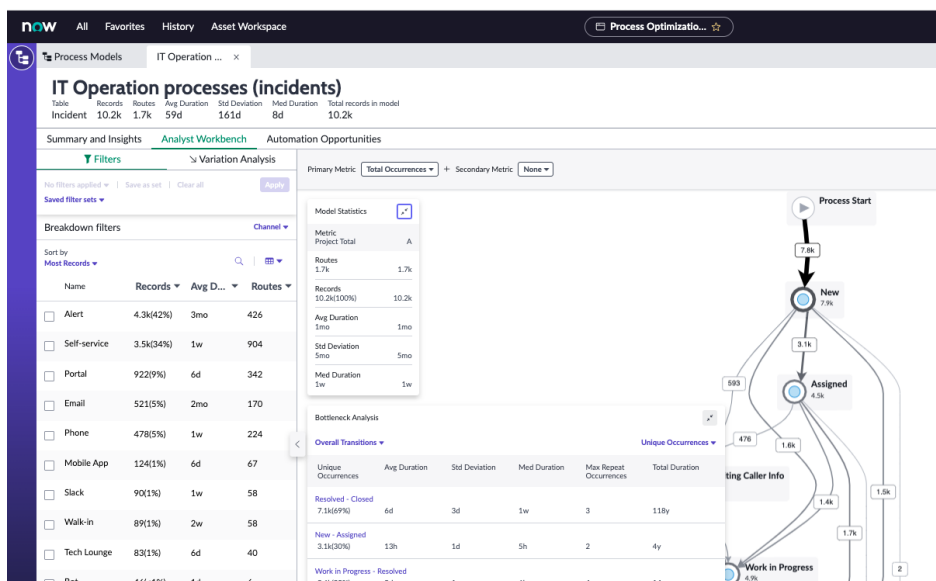 now All Favorites History Asset Workspace Process Optimizatio... ☆
Process Models IT Operation ... ×
IT Operation processes (incidents)
Table Records Routes Avg Duration Std Deviation Med Duration Total records in model
Incident 10.2k 1.7k 59d 161d 8d 10.2k
Summary and Insights Analyst Workbench Automation Opportunities
Filters Variation Analysis
No filters applied Save as set Clear all Apply
Saved filter sets
Breakdown filters Channel
Sort by
Most Records
Name Records Avg D... Routes
Alert 4.3k(42%) 3mo 426
Self-service 3.5k(34%) 1w 904
Portal 922(9%) 6d 342
Email 521(5%) 2mo 170
Phone 478(5%) 1w 224
Mobile App 124(1%) 6d 67
Slack 90(1%) 1w 58
Walk-in 89(1%) 2w 58
Tech Lounge 83(1%) 6d 40
Primary Metric Total Occurrences + Secondary Metric None
Model Statistics
Metric
Project Total A
Routes
1.7k 1.7k
Records
10.2k(100%) 10.2k
Avg Duration
1mo 1mo
Std Deviation
5mo 5mo
Med Duration
1w 1w
Bottleneck Analysis
Overall Transitions Unique Occurrences
Unique Occurrences Avg Duration Std Deviation Med Duration Max Repeat Occurrences Total Duration
Resolved - Closed
7.1k(69%) 6d 3d 1w 3 118y
New - Assigned
3.1k(30%) 13h 1d 5h 2 4y
Work in Progress - Resolved
Process Start
7.8k
New
7.9k
3.1k
593
Assigned
4.5k
476
1.6k
ting Caller Info
1.5k
1.4k
1.7k
Work in Progress
4.9k
2